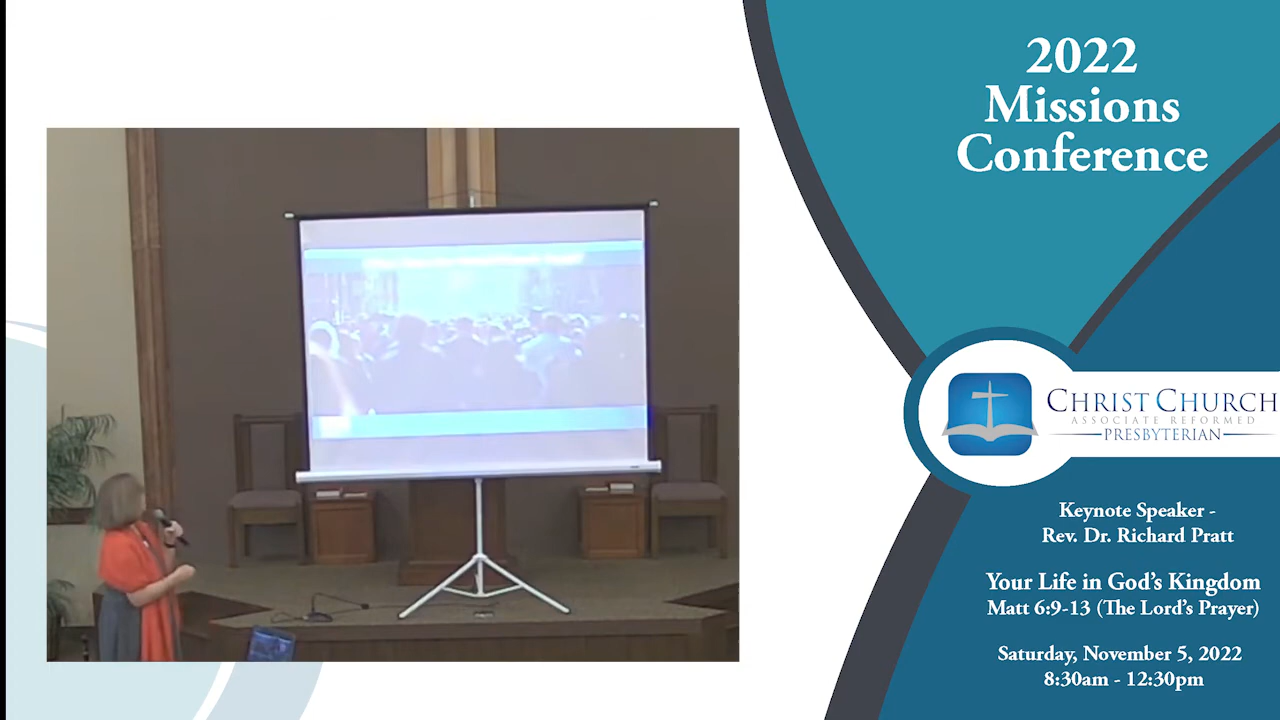 2022
Missions
Conference
CHRIST CHURCH
ASSOCIATE REFORMED
PRESBYTERIAN
Keynote Speaker -
Rev. Dr. Richard Pratt
Your Life in God's Kingdom
Matt 6:9-13 (The Lord's Prayer)
Saturday, November 5, 2022
8:30am - 12:30pm